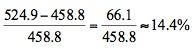 524.9 – 458.8 / 458.8 = 66.1 / 458.8 ≈ 14.4%